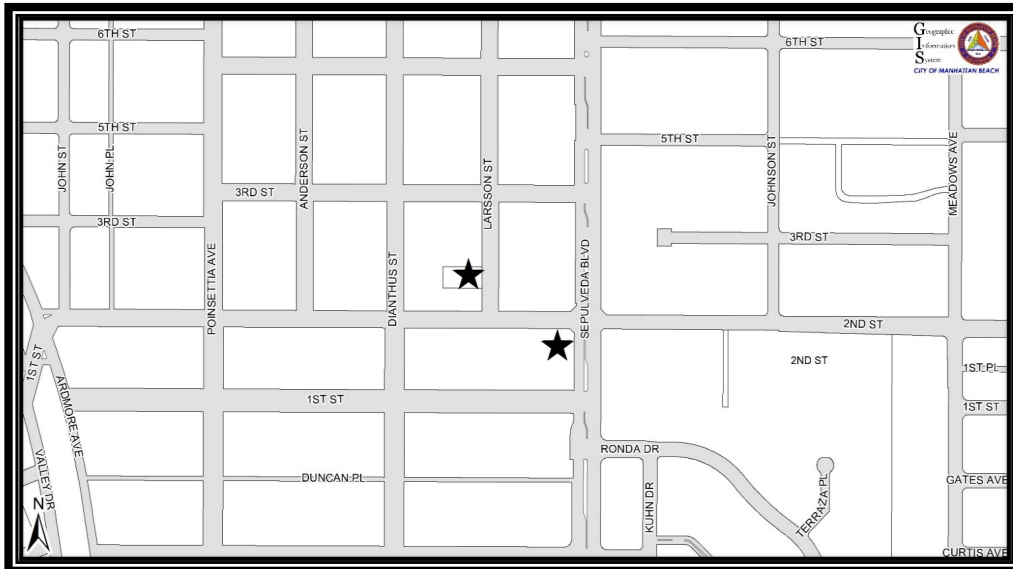 6TH ST
6TH ST
Geographic
Information
System
CITY OF MANHATTAN BEACH
5TH ST
5TH ST
JOHN ST
JOHN PL
ANDERSON ST
LARSSON ST
JOHNSON ST
MEADOWS AVE
3RD ST
3RD ST
3RD ST
POINSETTIA AVE
DIANTHUS ST
SEPULVEDA BLVD
2ND ST
2ND ST
1ST ST
1ST PL
ARDMORE AVE
1ST ST
1ST ST
VALLEY DR
RONDA DR
DUNCAN PL
KUHN DR
TERRAZA PL
GATES AVE
N
CURTIS AVE